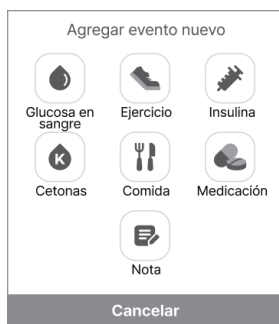 Agregar evento nuevo
Glucosa en
sangre
Ejercicio
Insulina
K
Cetonas
Comida
Medicación
Nota
Cancelar